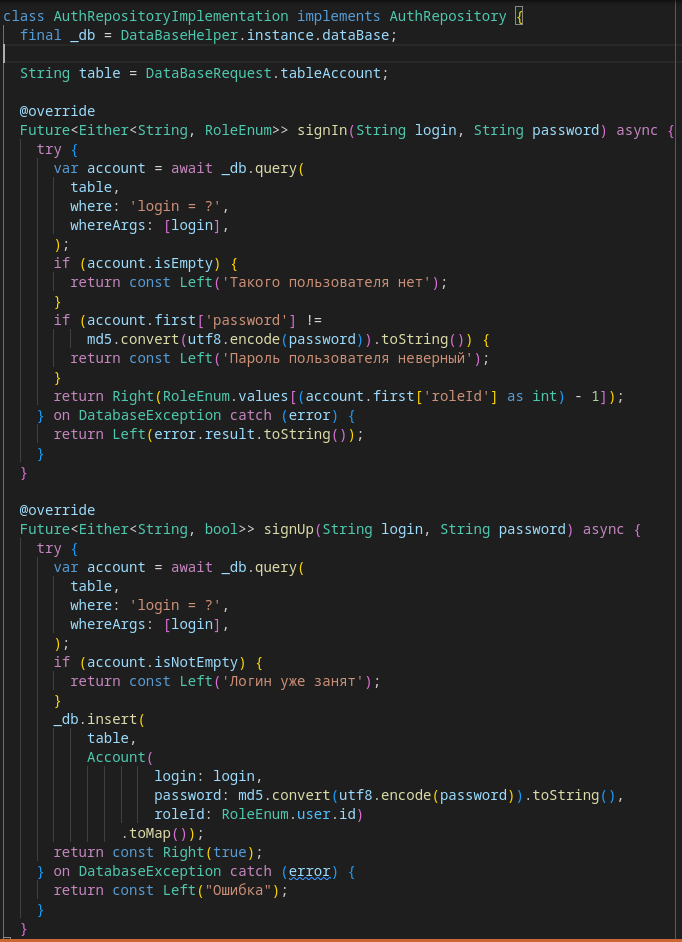 class AuthRepositoryImplementation implements AuthRepository {
final _db = DataBaseHelper.instance.dataBase;
String table = DataBaseRequest.tableAccount;
@override
Future<Either<String, RoleEnum>> signIn(String login, String password) async {
try {
var account = await _db.query(
table,
where: 'login = ?',
whereArgs: [login],
);
if (account.isEmpty) {
return const Left('Такого пользователя нет');
}
if (account.first['password'] !=
md5.convert(utf8.encode(password)).toString()) {
return const Left('Пароль пользователя неверный');
}
return Right(RoleEnum.values[(account.first['roleId'] as int) - 1]);
} on DatabaseException catch (error) {
return Left(error.result.toString());
}
}
@override
Future<Either<String, bool>> signUp(String login, String password) async {
try {
var account = await _db.query(
table,
where: 'login = ?',
whereArgs: [login],
);
if (account.isNotEmpty) {
return const Left('Логин уже занят');
}
_db.insert(
table,
Account(
login: login,
password: md5.convert(utf8.encode(password)).toString(),
roleId: RoleEnum.user.id)
.toMap());
return const Right(true);
} on DatabaseException catch (error) {
return const Left("Ошибка");
}
}